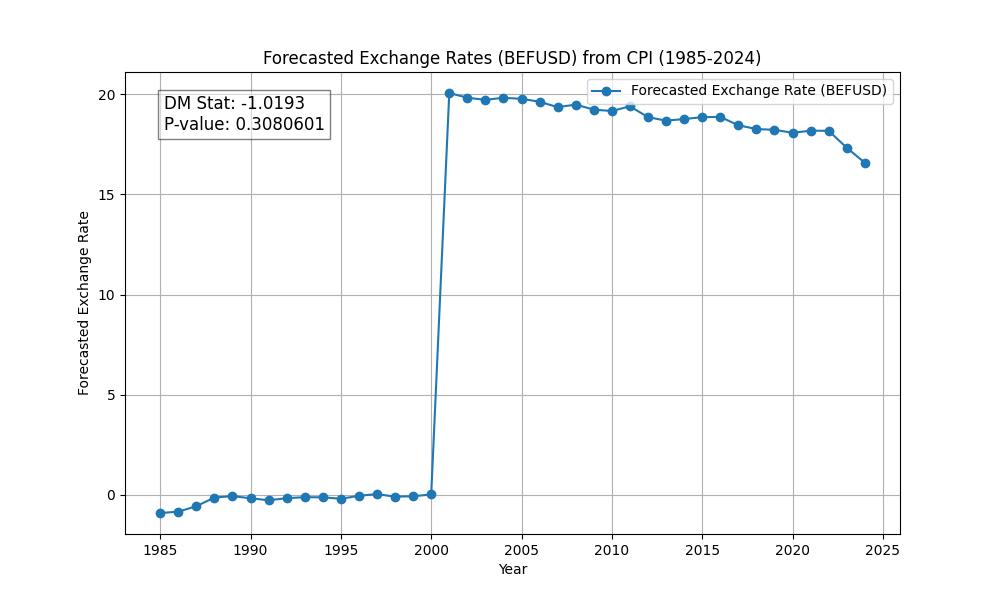 Forecasted Exchange Rates (BEFUSD) from CPI (1985-2024)
Forecasted Exchange Rate (BEFUSD)
DM Stat: -1.0193
P-value: 0.3080601
20
15
10
5
0
Forecasted Exchange Rate
1985 1990 1995 2000 2005 2010 2015 2020 2025
Year